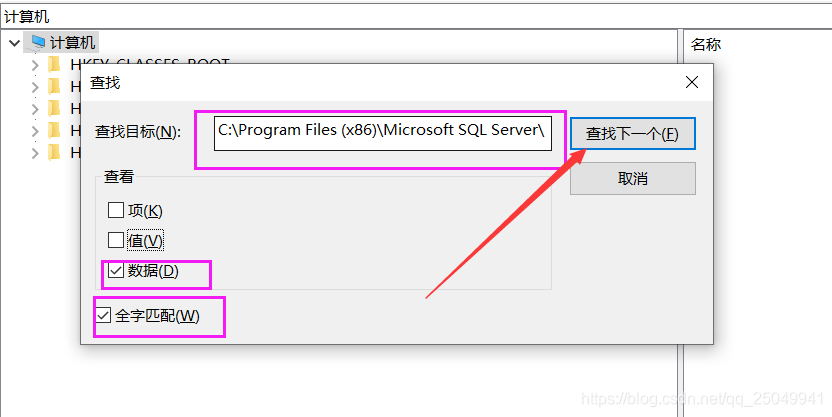 计算机
计算机
名称
HKEY_CLASSES_ROOT
H
H
H
H
查找
查找目标(N):
C:\Program Files (x86)\Microsoft SQL Server\
查找下一个(F)
取消
查看
项(K)
值(V)
数据(D)
全字匹配(W)
https://blog.csdn.net/qq_25049941